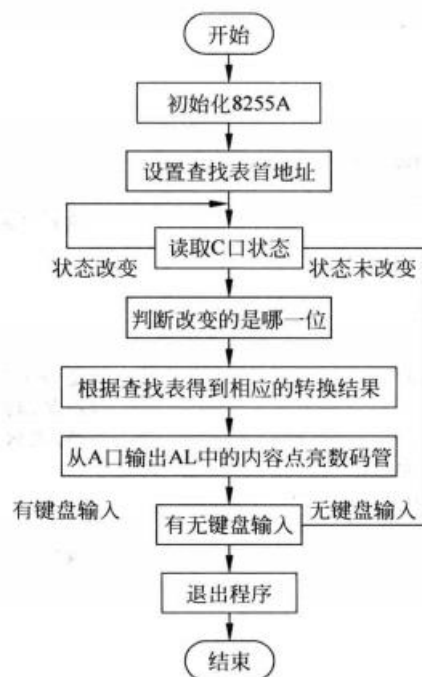 开始
初始化8255A
设置查找表首地址
读取C口状态
状态改变
状态未改变
判断改变的是哪一位
根据查找表得到相应的转换结果
从A口输出AL中的内容点亮数码管
有键盘输入
有无键盘输入
无键盘输入
退出程序
结束